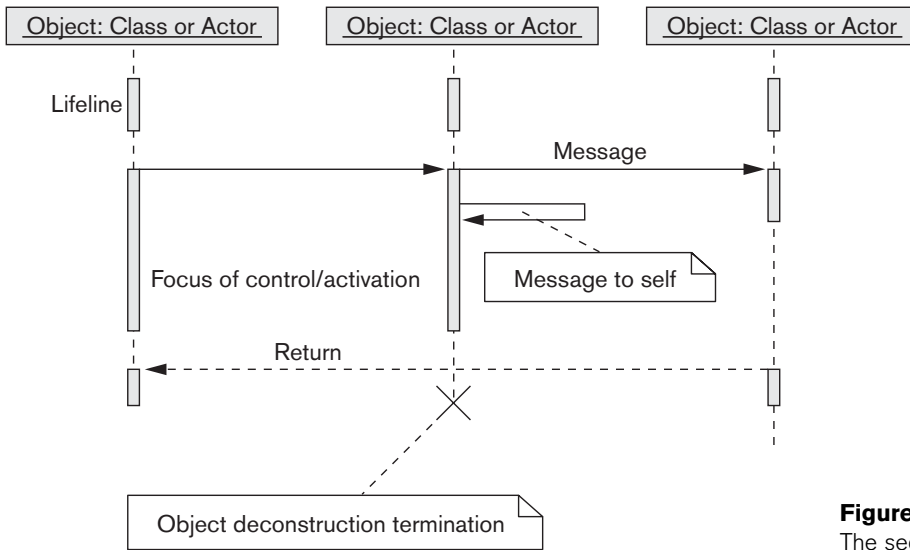 Object: Class or Actor
Object: Class or Actor
Object: Class or Actor
Lifeline
Message
Focus of control/activation
Message to self
Return
Object deconstruction termination
Figure
The